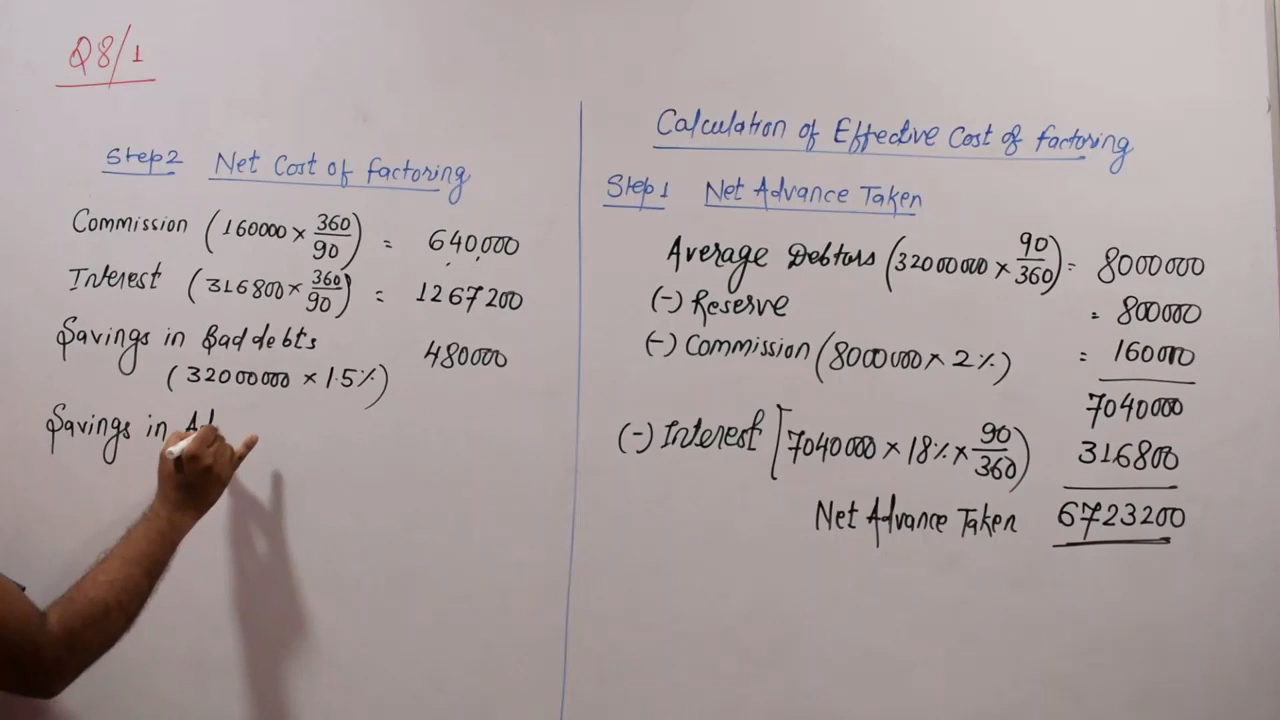 Q8/1
Step2 Net Cost of factoring
Commission (160000 × 360/90) = 640,000
Interest (316800 × 360/90) = 1267200
Savings in Bad debts 480000
(32000000 × 1.5%)
Savings in Ad
Calculation of Effective Cost of factoring
Step1 Net Advance Taken
Average Debtors (32000000 × 90/360) = 8000000
(-) Reserve = 800000
(-) Commission (8000000 × 2%) = 160000
7040000
(-) Interest [7040000 × 18% × 90/360) 316800
Net Advance Taken 6723200